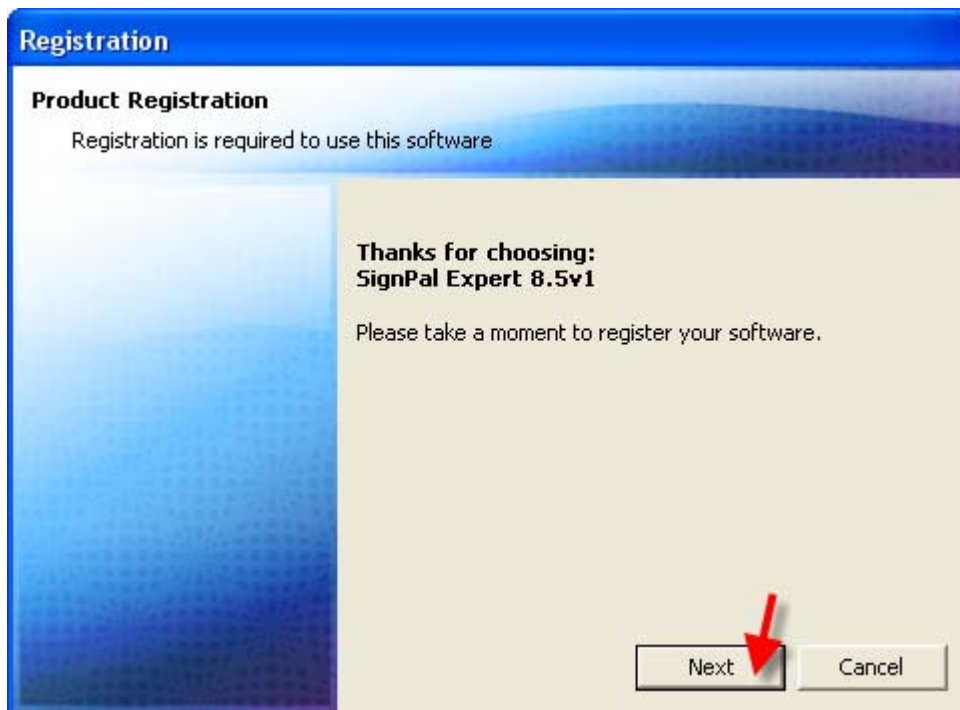 Registration
Product Registration
Registration is required to use this software
Thanks for choosing:
SignPal Expert 8.5v1
Please take a moment to register your software.
Next
Cancel